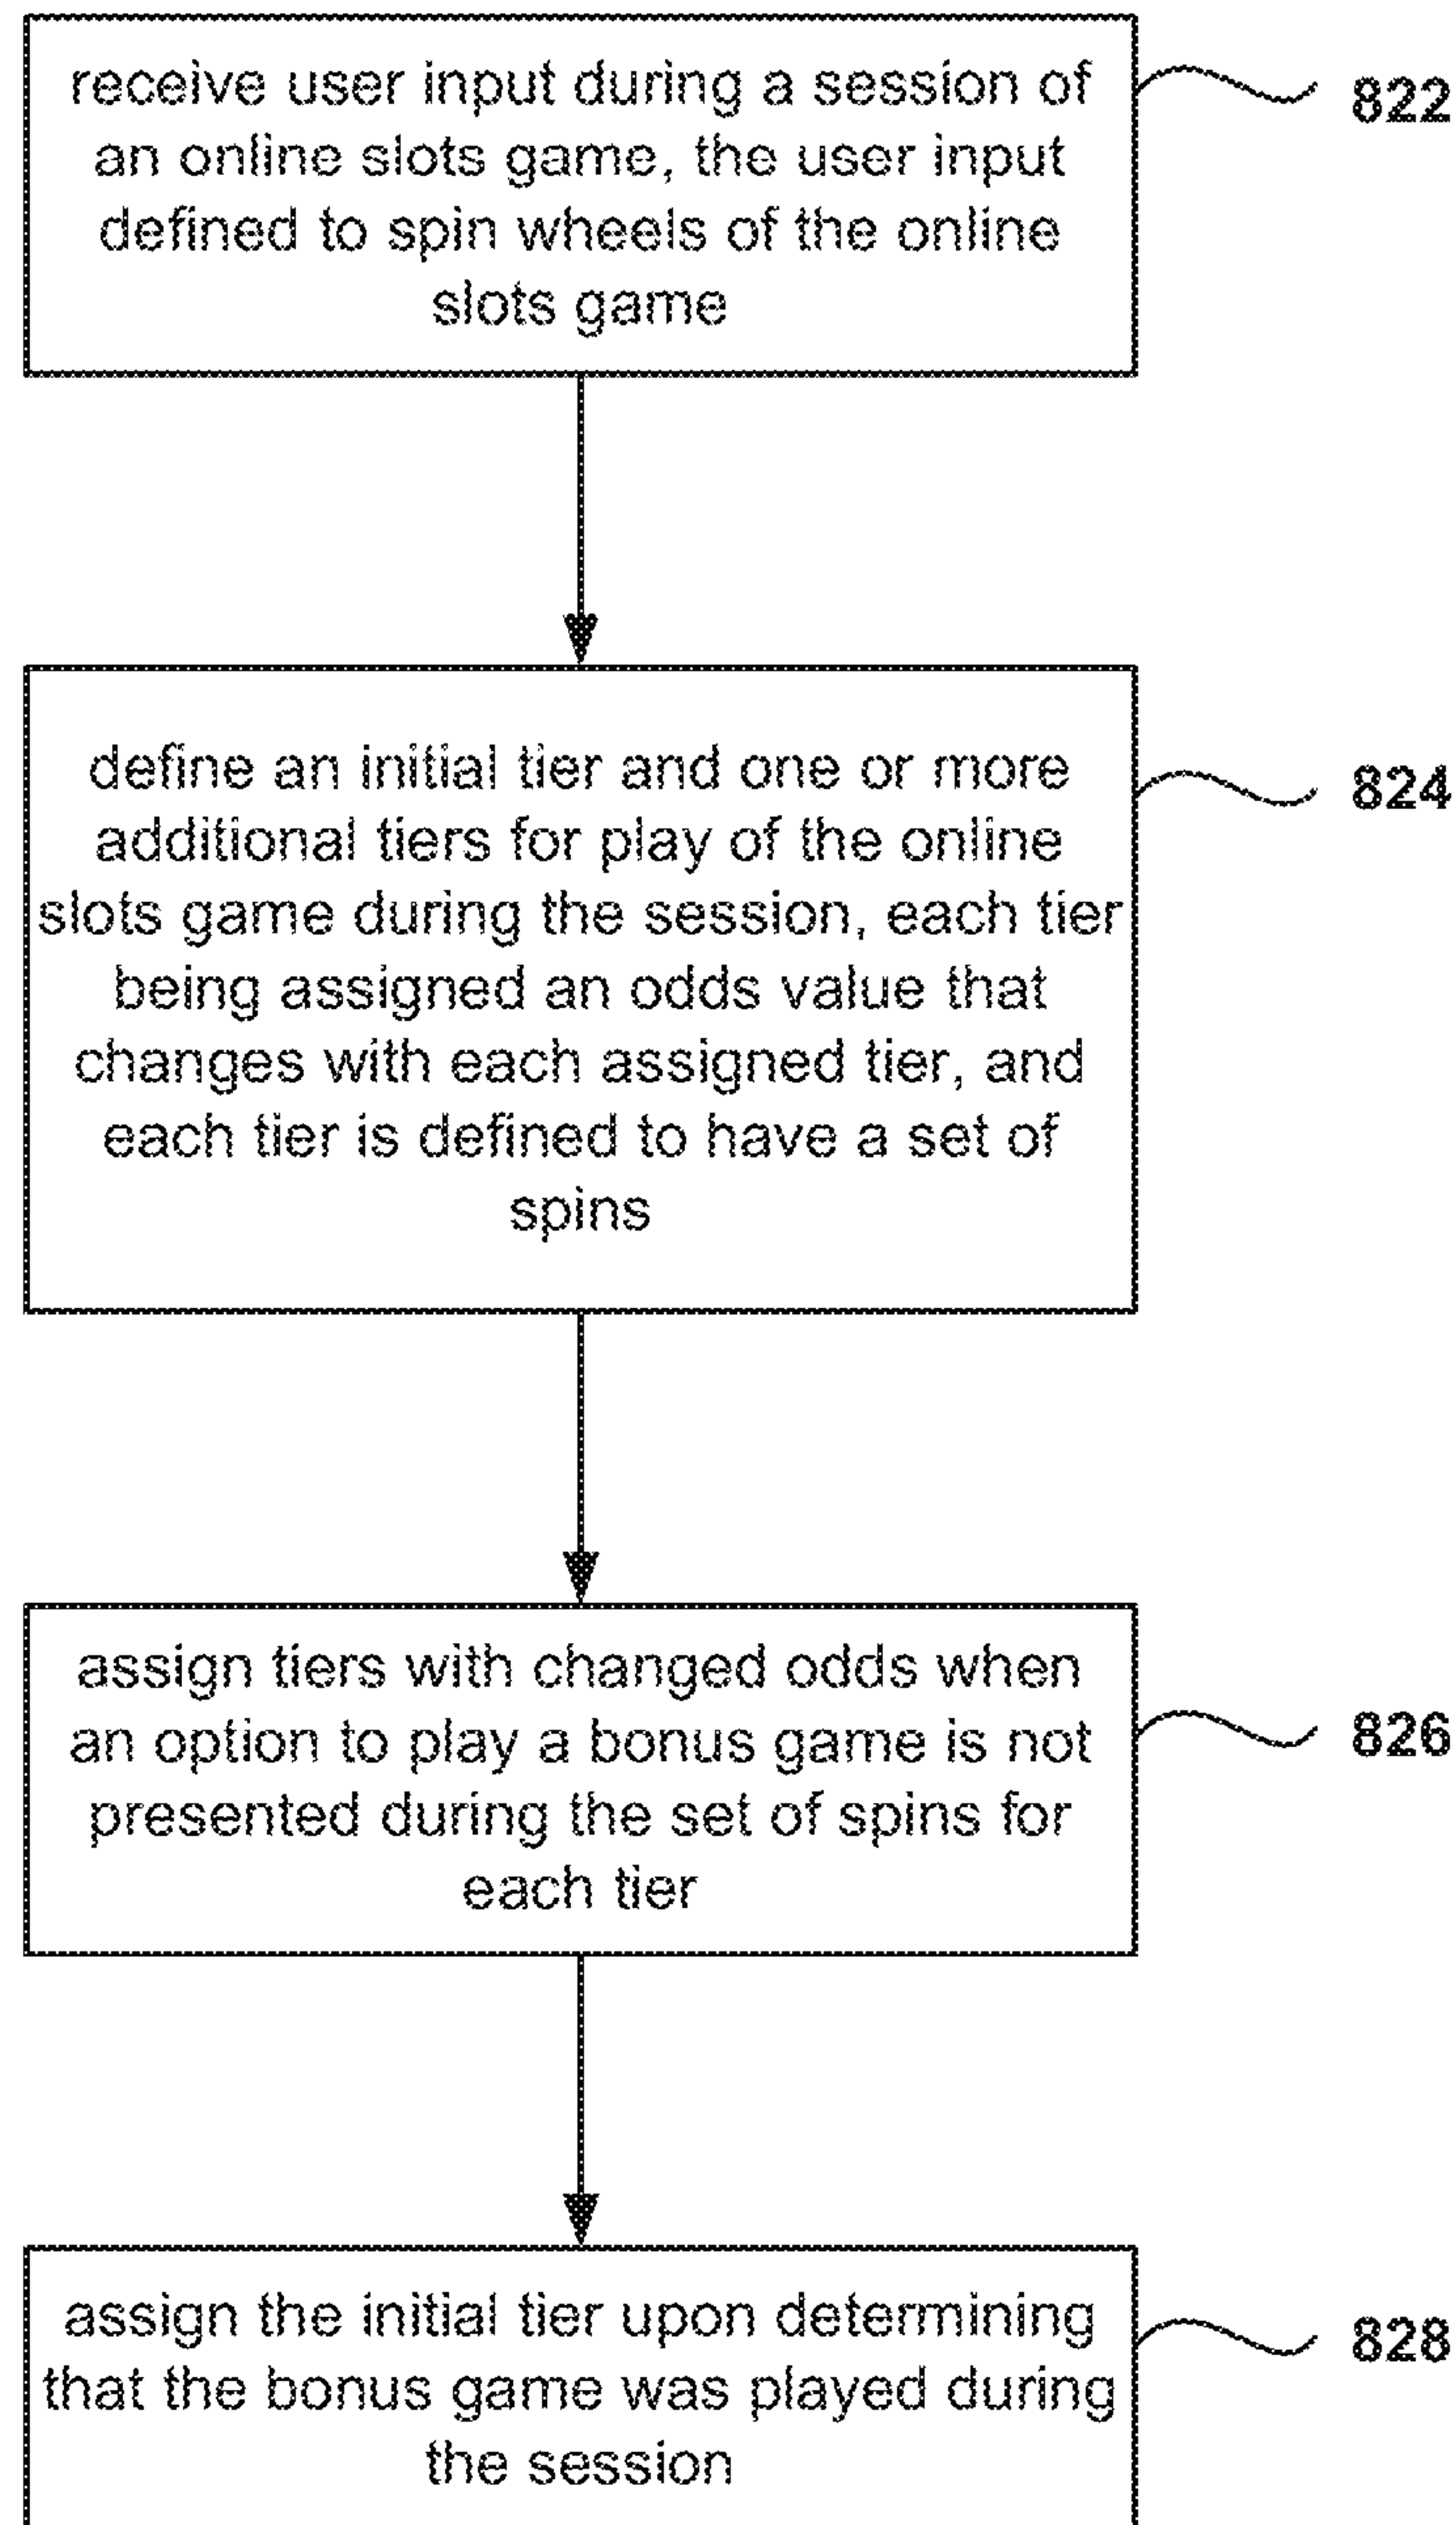 receive user input during a session of
an online slots game, the user input
defined to spin wheels of the online
slots game
822
define an initial tier and one or more
additional tiers for play of the online
slots game during the session, each tier
being assigned an odds value that
changes with each assigned tier, and
each tier is defined to have a set of
spins
824
assign tiers with changed odds when
an option to play a bonus game is not
presented during the set of spins for
each tier
826
assign the initial tier upon determining
that the bonus game was played during
the session
828